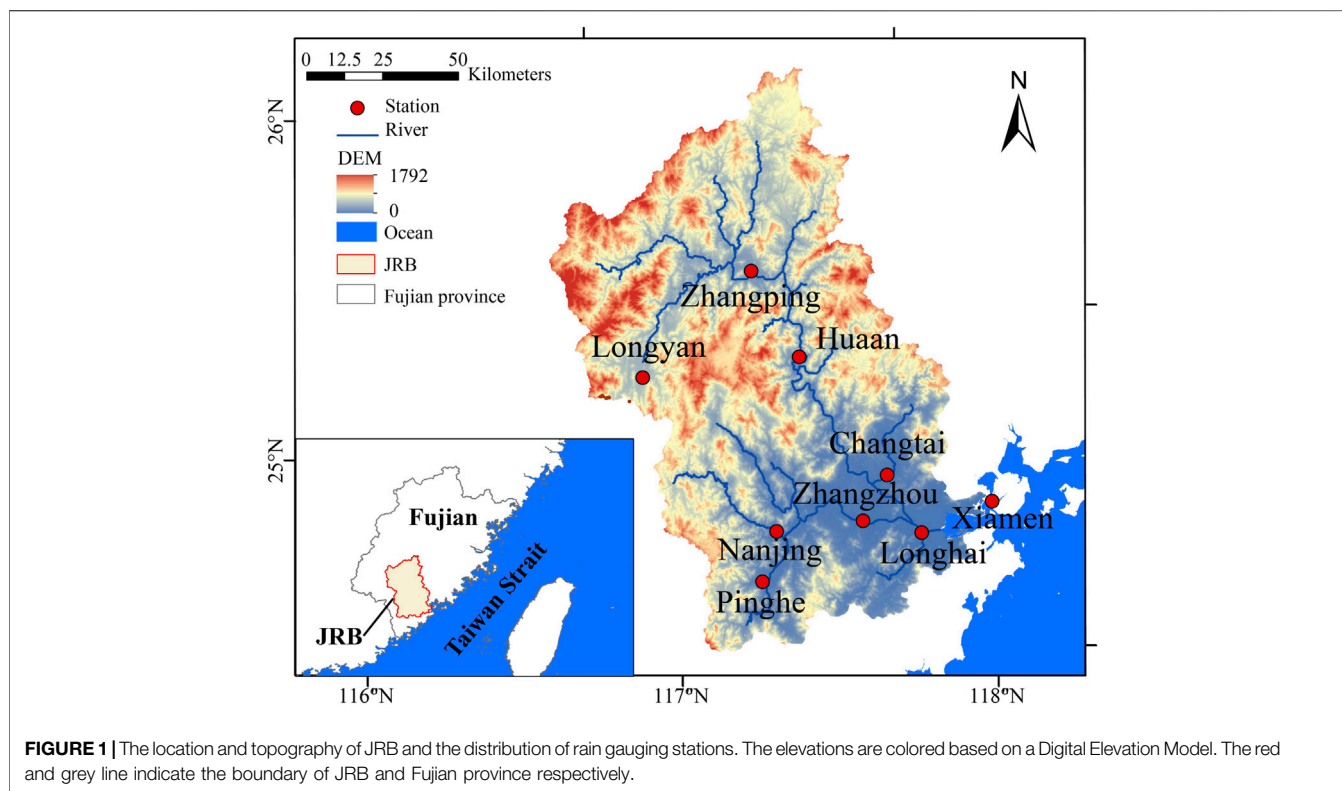 0 12.5 25 50
Kilometers
Station
River
DEM
1792
0
Ocean
JRB
Fujian province
N
26°N
25°N
Zhangping
Huaan
Longyan
Changtai
Zhangzhou
Xiamen
Nanjing
Longhai
Pinghe
Fujian
JRB
Taiwan Strait
116°N 117°N 118°N
FIGURE 1 | The location and topography of JRB and the distribution of rain gauging stations. The elevations are colored based on a Digital Elevation Model. The red
and grey line indicate the boundary of JRB and Fujian province respectively.